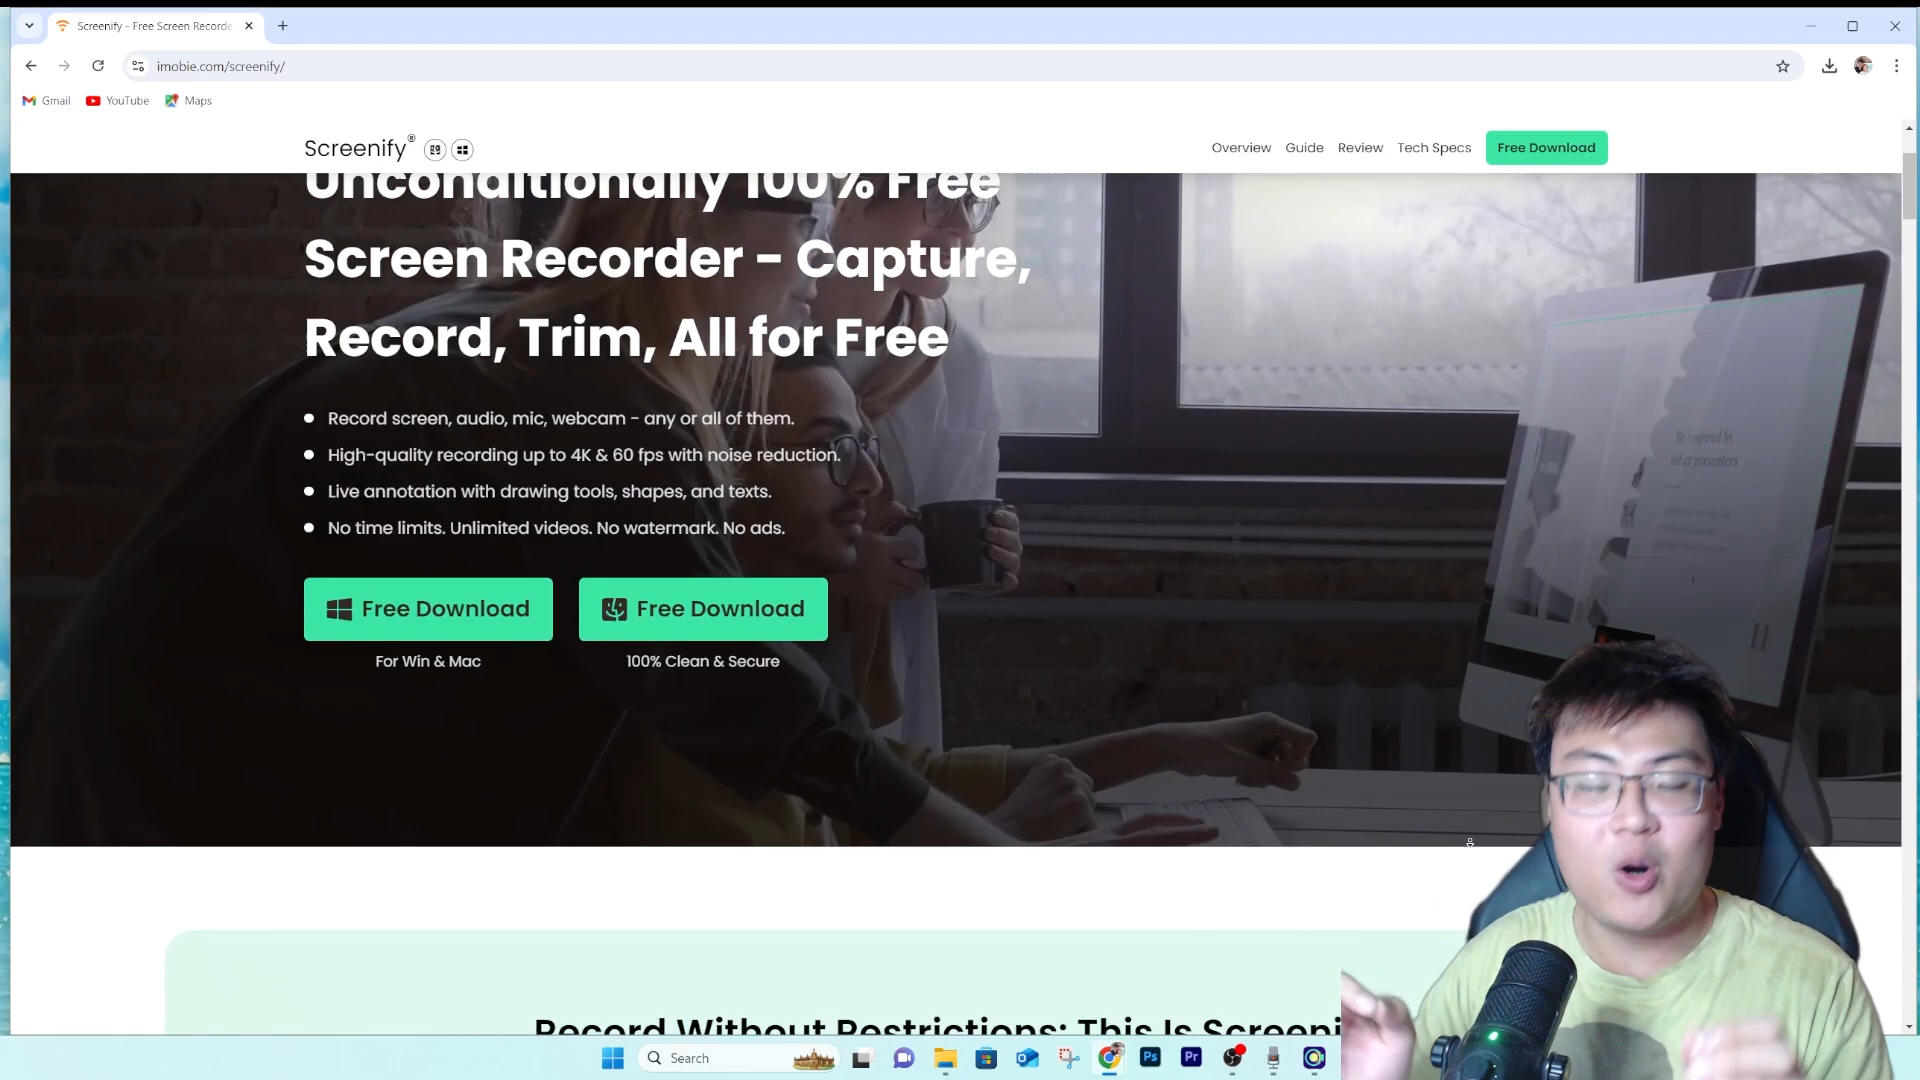 Screenify - Free Screen Recorde
imobie.com/screenify/
Gmail YouTube Maps
Screenify®
Overview Guide Review Tech Specs Free Download
Unconditionally 100% Free
Screen Recorder - Capture,
Record, Trim, All for Free
Record screen, audio, mic, webcam - any or all of them.
High-quality recording up to 4K & 60 fps with noise reduction.
Live annotation with drawing tools, shapes, and texts.
No time limits. Unlimited videos. No watermark. No ads.
Free Download Free Download
For Win & Mac 100% Clean & Secure
Record Without Restrictions: This Is Screeni
Search
Ps Pr